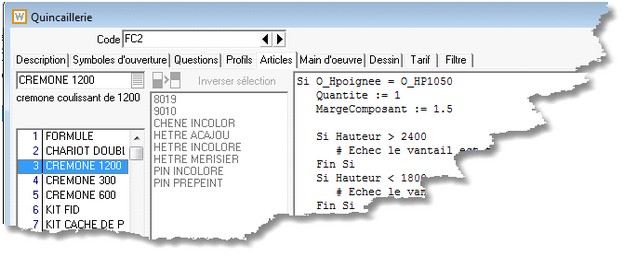 Quincaillerie
Code FC2
Description Symboles d'ouverture Questions Profils Articles Main d'oeuvre Dessin Tarif Filtre
CREMONE 1200
Inverser sélection
cremone coulissant de 1200
1 FORMULE
2 CHARIOT DOUBL
3 CREMONE 1200
4 CREMONE 300
5 CREMONE 600
6 KIT FID
7 KIT CACHE DE P
8019
9010
CHENE INCOLOR
HETRE ACAJOU
HETRE INCOLORE
HETRE MERISIER
PIN INCOLORE
PIN PREPEINT
Si O_Hpoignee = O_HP1050
Quantite := 1
MargeComposant := 1.5
Si Hauteur > 2400
# Echec le vantail est
Fin Si
Si Hauteur < 1800
# Echec le van
Fin Si